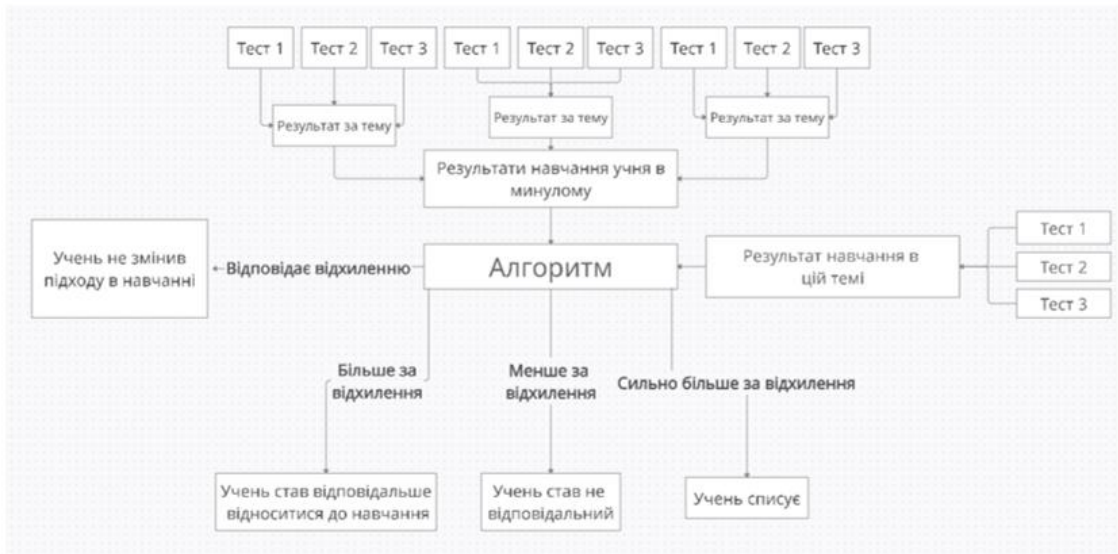 Тест 1
Тест 2
Тест 3
Тест 1
Тест 2
Тест 3
Тест 1
Тест 2
Тест 3
Результат за тему
Результат за тему
Результат за тему
Результати навчання учня в
минулому
Учень не змінив
підходу в навчанні
Відповідає відхиленню
Алгоритм
Результат навчання в
цій темі
Тест 1
Тест 2
Тест 3
Більше за
відхилення
Менше за
відхилення
Сильно більше за відхилення
Учень став відповідальше
відноситися до навчання
Учень став не
відповідальний
Учень списує